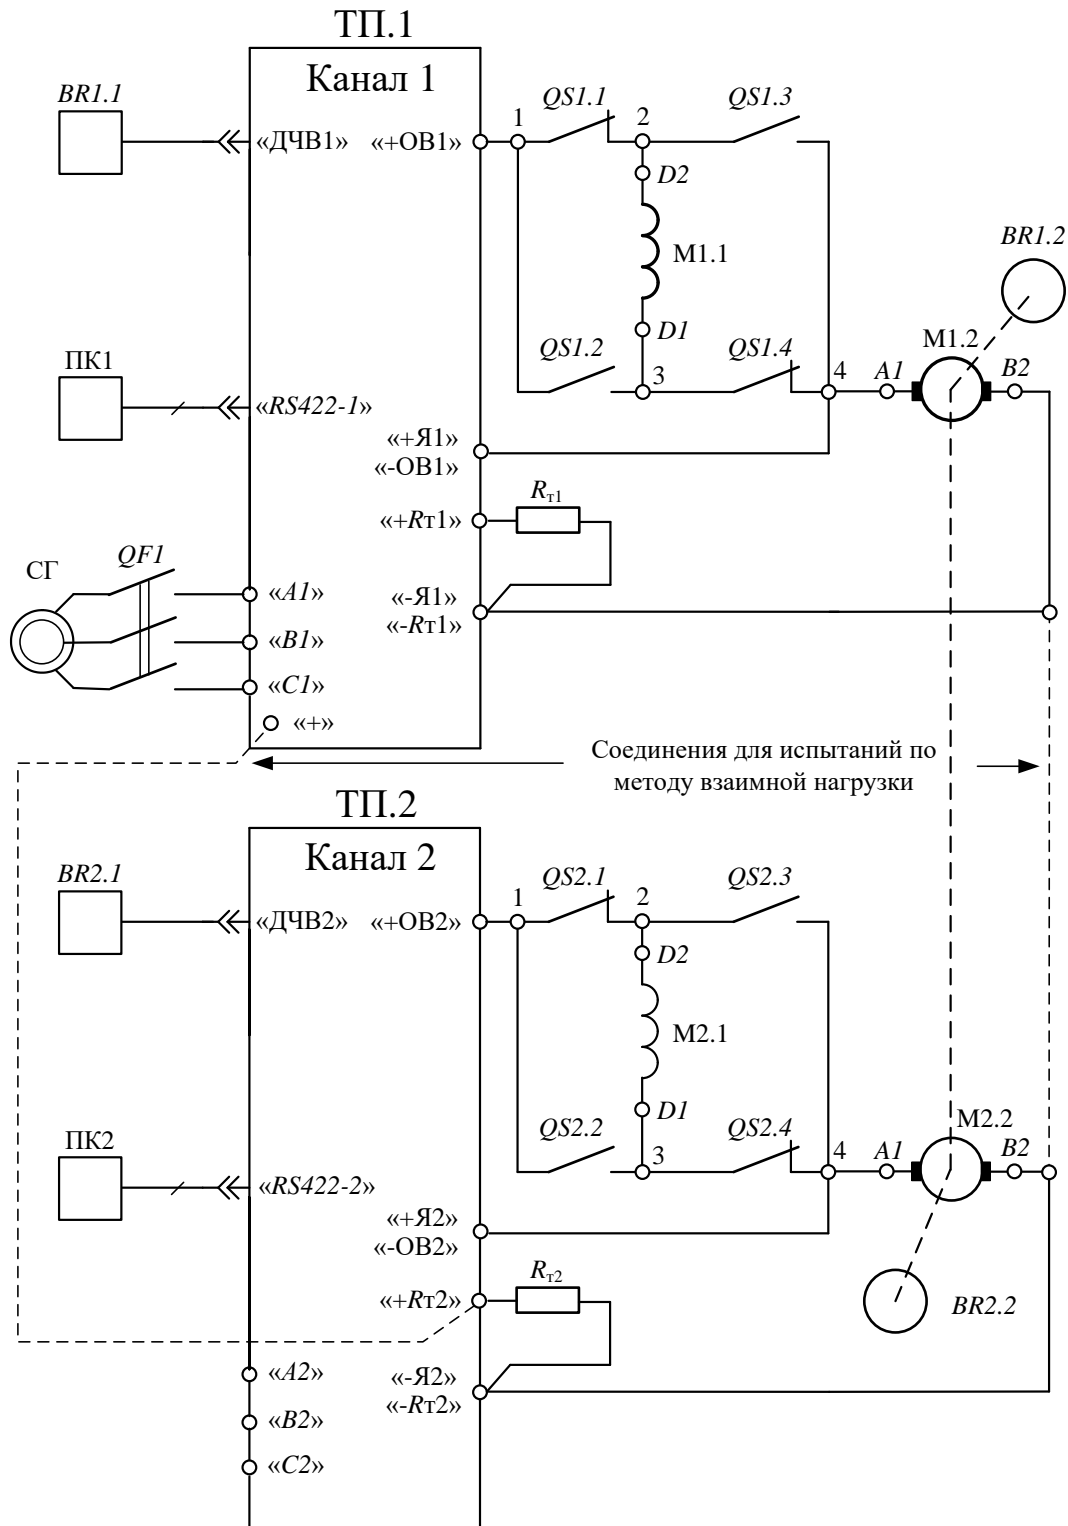 ТП.1
Канал 1
BR1.1
«ДЧВ1»
«+ОВ1»
1
QS1.1
2
QS1.3
D2
М1.1
D1
BR1.2
ПК1
«RS422-1»
QS1.2
3
QS1.4
4
A1
М1.2
B2
«+Я1»
«-ОВ1»
«+Rт1»
Rт1
СГ
QF1
«A1»
«B1»
«C1»
«-Я1»
«-Rт1»
«+»
Соединения для испытаний по
методу взаимной нагрузки
ТП.2
Канал 2
BR2.1
«ДЧВ2»
«+ОВ2»
1
QS2.1
2
QS2.3
D2
М2.1
D1
ПК2
«RS422-2»
QS2.2
3
QS2.4
4
A1
М2.2
B2
«+Я2»
«-ОВ2»
«+Rт2»
Rт2
BR2.2
«A2»
«B2»
«C2»
«-Я2»
«-Rт2»